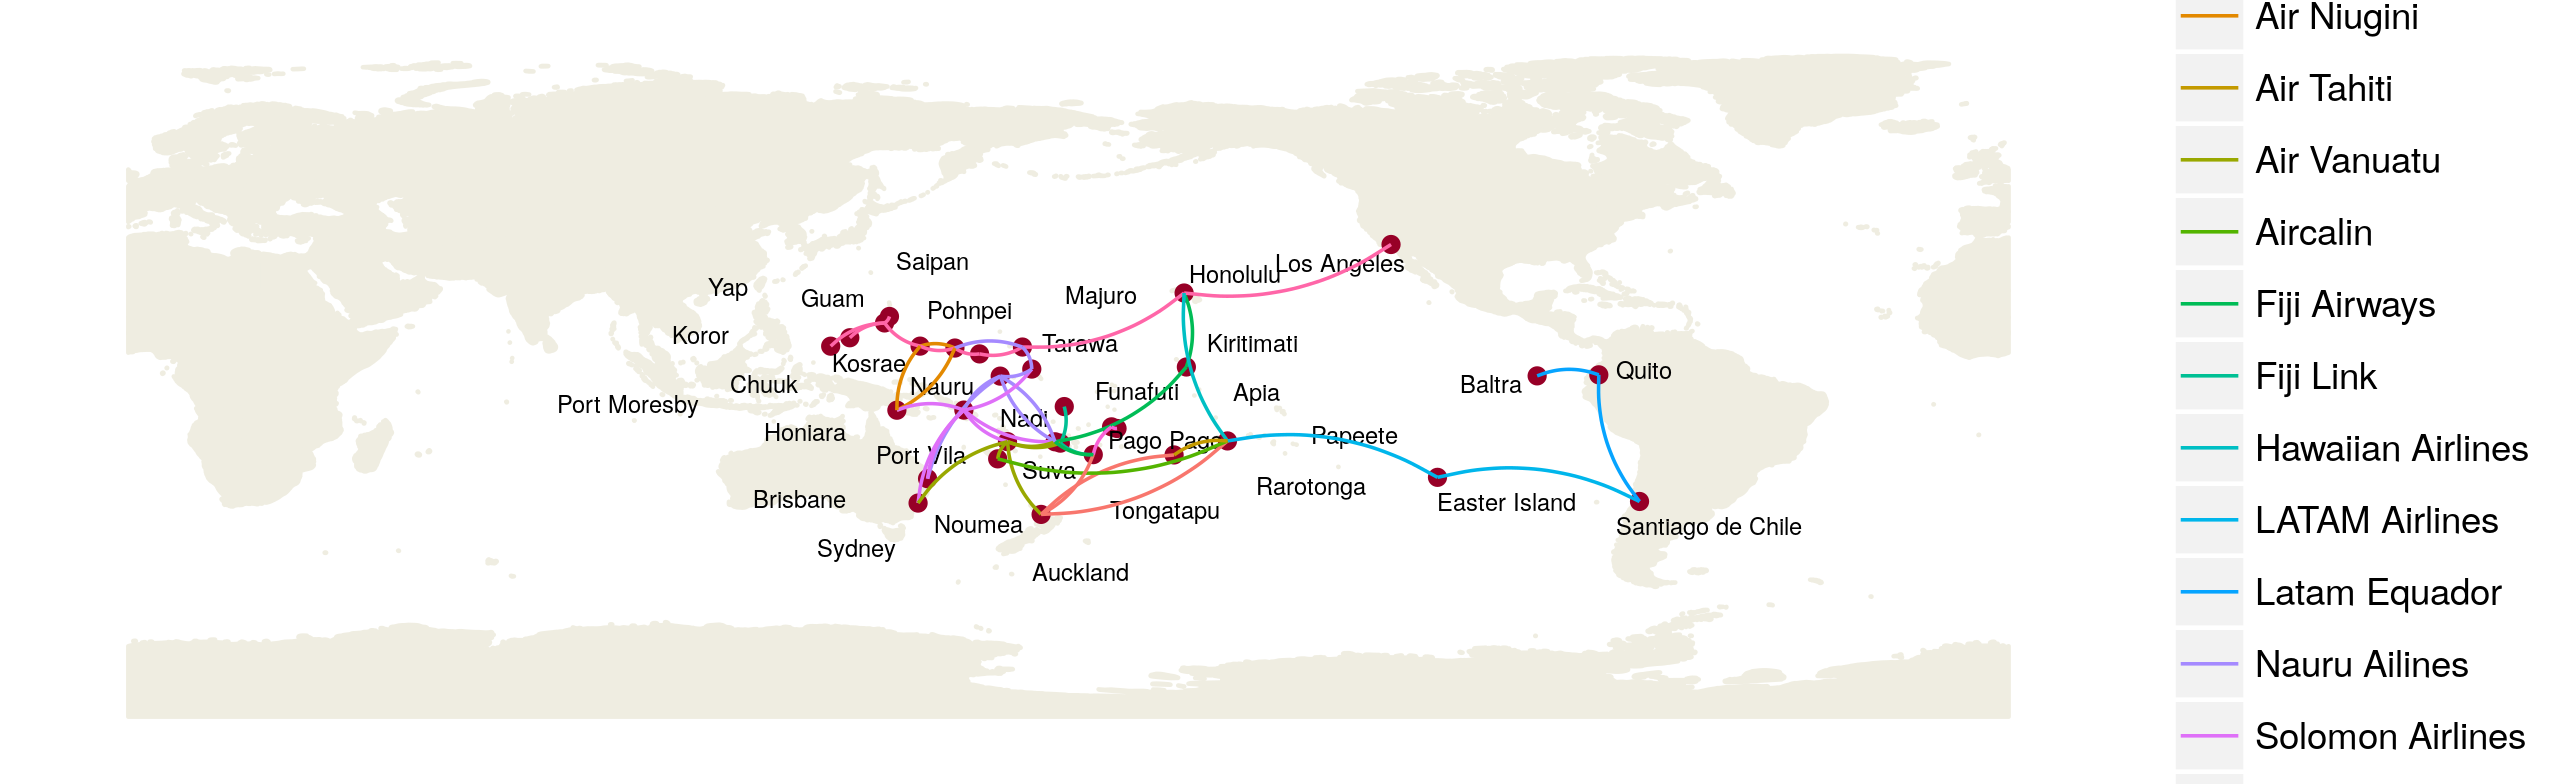 Air Niugini
Air Tahiti
Air Vanuatu
Aircalin
Fiji Airways
Fiji Link
Hawaiian Airlines
LATAM Airlines
Latam Equador
Nauru Ailines
Solomon Airlines
Saipan
Los Angeles
Honolulu
Yap
Guam
Majuro
Pohnpei
Koror
Tarawa
Kiritimati
Kosrae
Quito
Chuuk
Nauru
Baltra
Funafuti
Apia
Port Moresby
Nadi
Honiara
Pago Pago
Papeete
Port Vila
Suva
Rarotonga
Brisbane
Easter Island
Tongatapu
Noumea
Santiago de Chile
Sydney
Auckland